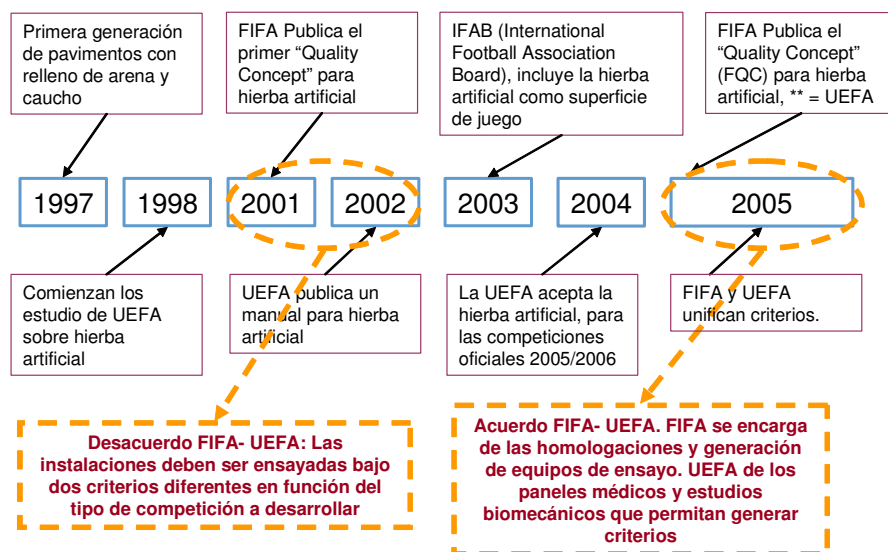 Primera generación
de pavimentos con
relleno de arena y
caucho
FIFA Publica el
primer “Quality
Concept” para
hierba artificial
IFAB (International
Football Association
Board), incluye la hierba
artificial como superficie
de juego
FIFA Publica el
“Quality Concept”
(FQC) para hierba
artificial, ** = UEFA
1997
1998
2001
2002
2003
2004
2005
Comienzan los
estudio de UEFA
sobre hierba
artificial
UEFA publica un
manual para hierba
artificial
La UEFA acepta la
hierba artificial, para
las competiciones
oficiales 2005/2006
FIFA y UEFA
unifican criterios.
Desacuerdo FIFA- UEFA: Las
instalaciones deben ser ensayadas bajo
dos criterios diferentes en función del
tipo de competición a desarrollar
Acuerdo FIFA- UEFA. FIFA se encarga
de las homologaciones y generación
de equipos de ensayo. UEFA de los
paneles médicos y estudios
biomecánicos que permitan generar
criterios